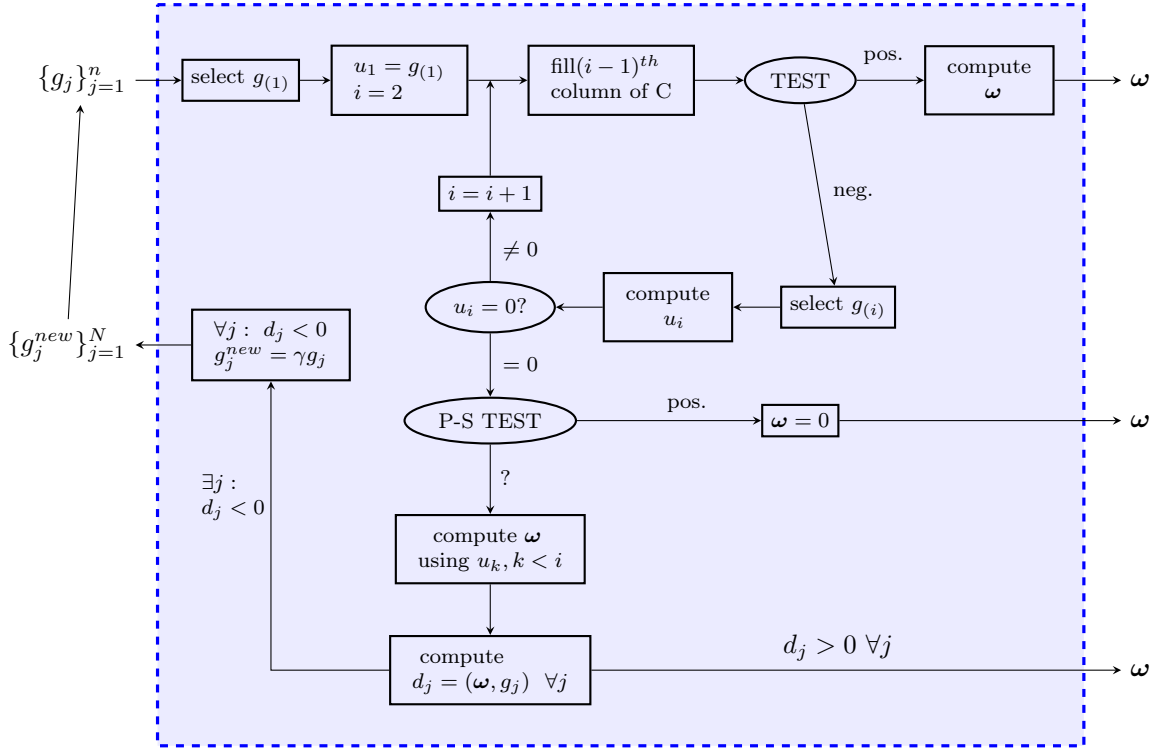 {g_j}_{j=1}^n
select g_{(1)}
u_1 = g_{(1)}
i = 2
fill(i − 1)^{th}
column of C
TEST
pos.
compute
ω
ω
neg.
i = i + 1
≠ 0
u_i = 0?
compute
u_i
select g_{(i)}
{g_j^{new}}_{j=1}^N
∀j : d_j < 0
g_j^{new} = γg_j
= 0
P-S TEST
pos.
ω = 0
ω
?
∃j :
d_j < 0
compute ω
using u_k, k < i
compute
d_j = (ω, g_j) ∀j
d_j > 0 ∀j
ω